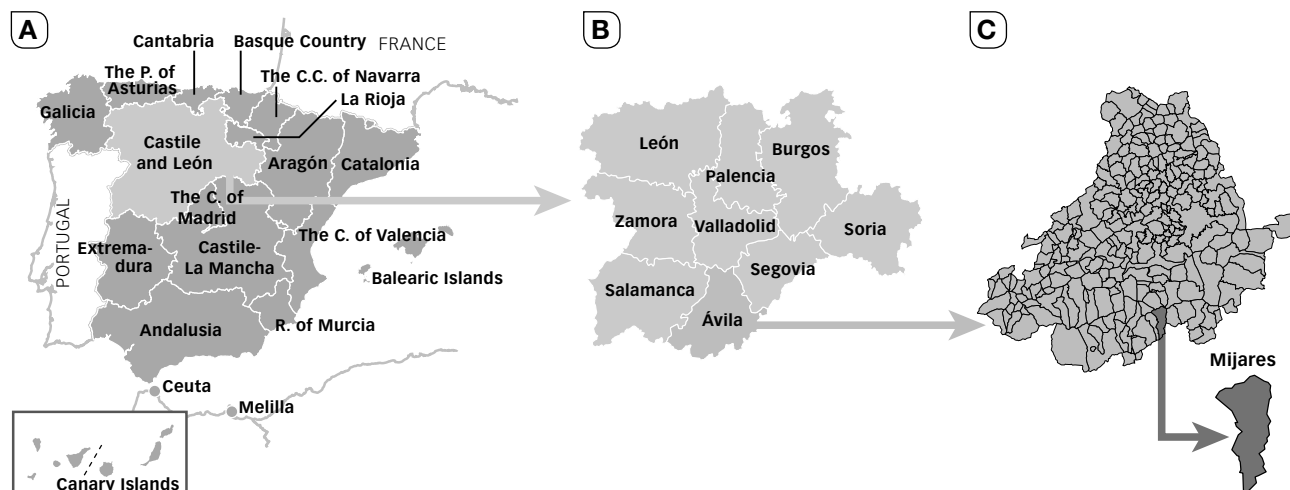 A
Cantabria
Basque Country
FRANCE
The P. of
Asturias
The C.C. of Navarra
La Rioja
Galicia
Castile
and León
Aragón
Catalonia
PORTUGAL
The C. of
Madrid
Extrema-
dura
Castile-
La Mancha
The C. of Valencia
Balearic Islands
Andalusia
R. of Murcia
Ceuta
Melilla
Canary Islands
B
León
Burgos
Palencia
Zamora
Valladolid
Soria
Segovia
Salamanca
Ávila
C
Mijares